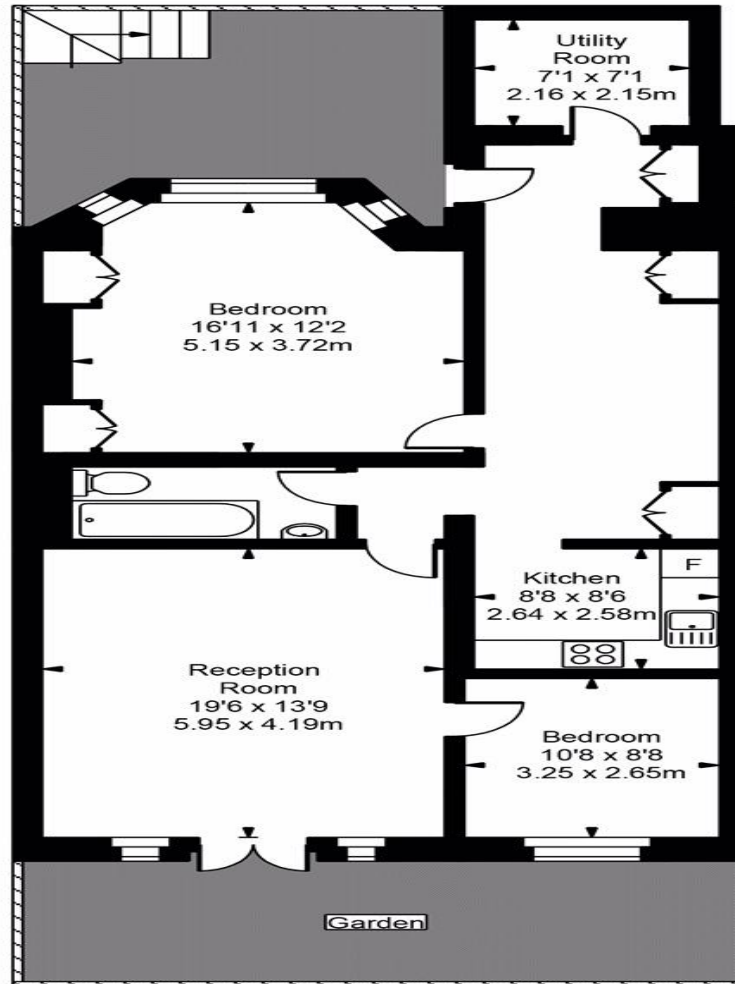 Utility
Room
7'1 x 7'1
2.16 x 2.15m
Bedroom
16'11 x 12'2
5.15 x 3.72m
F
Kitchen
8'8 x 8'6
2.64 x 2.58m
Reception
Room
19'6 x 13'9
5.95 x 4.19m
Bedroom
10'8 x 8'8
3.25 x 2.65m
Garden